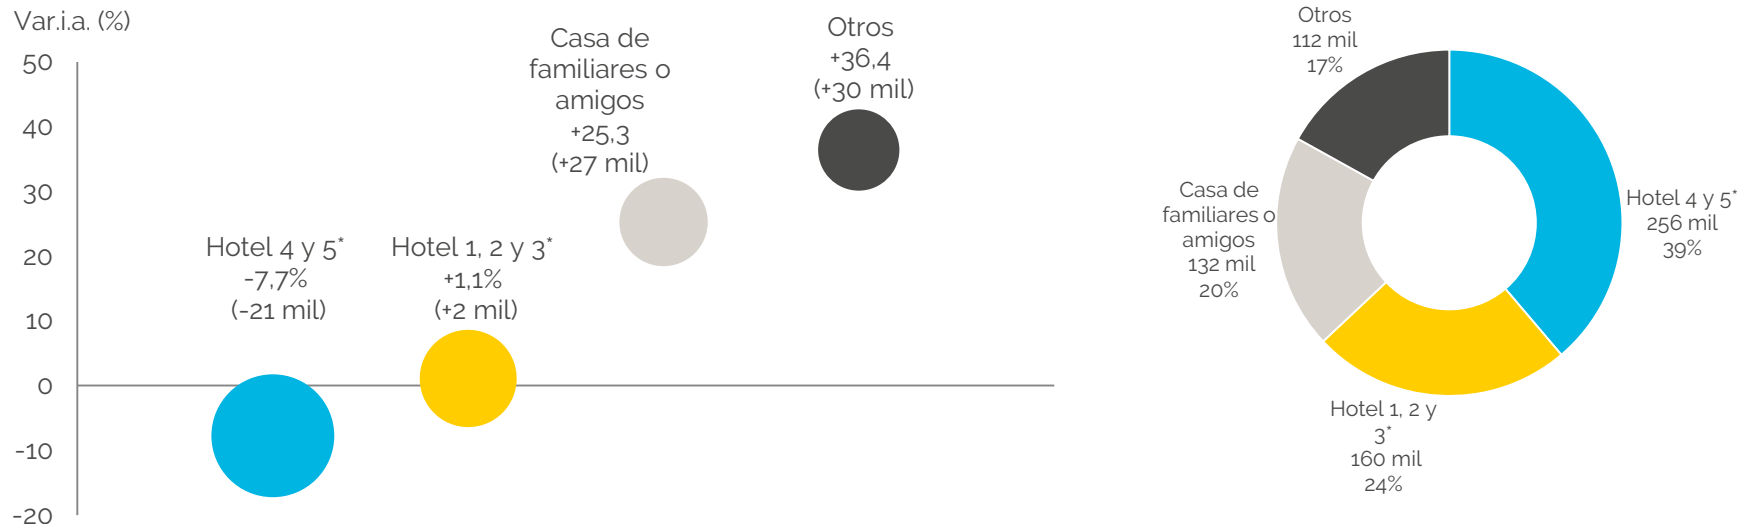 Var.i.a. (%)
50
40
30
20
10
0
-10
-20
Hotel 4 y 5*
-7,7%
(-21 mil)
Hotel 1, 2 y 3*
+1,1%
(+2 mil)
Casa de
familiares o
amigos
+25,3
(+27 mil)
Otros
+36,4
(+30 mil)
Otros
112 mil
17%
Hotel 4 y 5*
256 mil
39%
Casa de
familiares o
amigos
132 mil
20%
Hotel 1, 2 y
3*
160 mil
24%